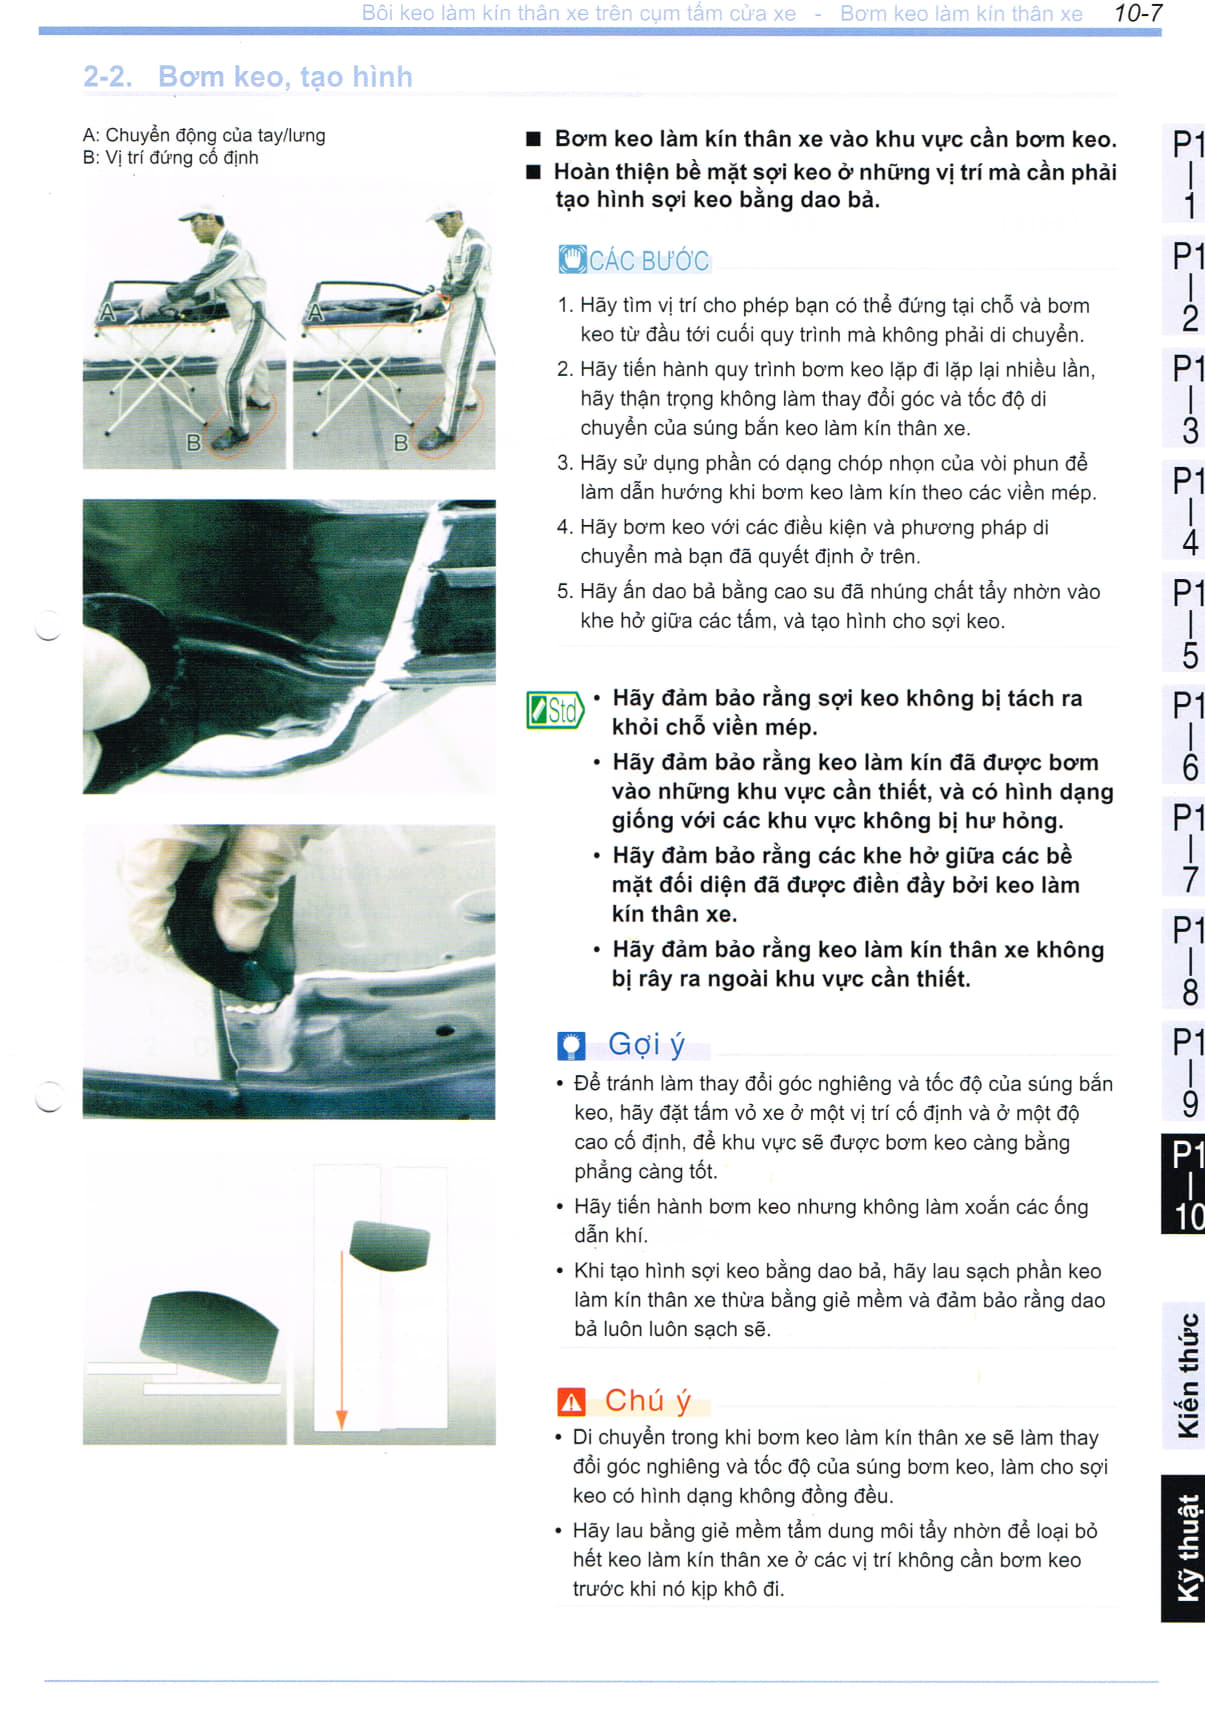 Bôi keo làm kín thân xe trên cụm tấm cửa xe - Bơm keo làm kín thân xe 10-7
2-2. Bơm keo, tạo hình
A: Chuyển động của tay/lưng
B: Vị trí đứng cố định
A
B
A
B
■ Bơm keo làm kín thân xe vào khu vực cần bơm keo.
■ Hoàn thiện bề mặt sợi keo ở những vị trí mà cần phải
tạo hình sợi keo bằng dao bả.
CÁC BƯỚC
1. Hãy tìm vị trí cho phép bạn có thể đứng tại chỗ và bơm
keo từ đầu tới cuối quy trình mà không phải di chuyển.
2. Hãy tiến hành quy trình bơm keo lặp đi lặp lại nhiều lần,
hãy thận trọng không làm thay đổi góc và tốc độ di
chuyển của súng bắn keo làm kín thân xe.
3. Hãy sử dụng phần có dạng chóp nhọn của vòi phun để
làm dẫn hướng khi bơm keo làm kín theo các viền mép.
4. Hãy bơm keo với các điều kiện và phương pháp di
chuyển mà bạn đã quyết định ở trên.
5. Hãy ấn dao bả bằng cao su đã nhúng chất tẩy nhờn vào
khe hở giữa các tấm, và tạo hình cho sợi keo.
Std
• Hãy đảm bảo rằng sợi keo không bị tách ra
khỏi chỗ viền mép.
• Hãy đảm bảo rằng keo làm kín đã được bơm
vào những khu vực cần thiết, và có hình dạng
giống với các khu vực không bị hư hỏng.
• Hãy đảm bảo rằng các khe hở giữa các bề
mặt đối diện đã được điền đầy bởi keo làm
kín thân xe.
• Hãy đảm bảo rằng keo làm kín thân xe không
bị rây ra ngoài khu vực cần thiết.
Gợi ý
• Để tránh làm thay đổi góc nghiêng và tốc độ của súng bắn
keo, hãy đặt tấm vỏ xe ở một vị trí cố định và ở một độ
cao cố định, để khu vực sẽ được bơm keo càng bằng
phẳng càng tốt.
• Hãy tiến hành bơm keo nhưng không làm xoắn các ống
dẫn khí.
• Khi tạo hình sợi keo bằng dao bả, hãy lau sạch phần keo
làm kín thân xe thừa bằng giẻ mềm và đảm bảo rằng dao
bả luôn luôn sạch sẽ.
Chú ý
• Di chuyển trong khi bơm keo làm kín thân xe sẽ làm thay
đổi góc nghiêng và tốc độ của súng bơm keo, làm cho sợi
keo có hình dạng không đồng đều.
• Hãy lau bằng giẻ mềm tẩm dung môi tẩy nhờn để loại bỏ
hết keo làm kín thân xe ở các vị trí không cần bơm keo
trước khi nó kịp khô đi.
P1
1
P1
2
P1
3
P1
4
P1
5
P1
6
P1
7
P1
8
P1
9
P1
10
Kiến thức
Kỹ thuật